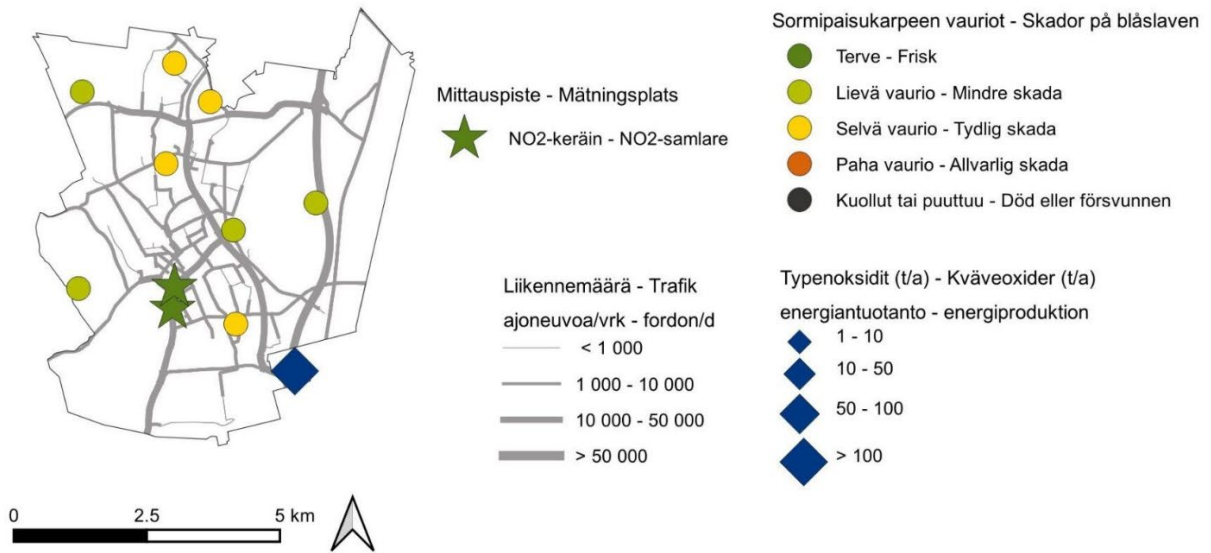 Sormipaisukarpeen vauriot - Skador på blåslaven
Terve - Frisk
Lievä vaurio - Mindre skada
Selvä vaurio - Tydlig skada
Paha vaurio - Allvarlig skada
Kuollut tai puuttuu - Död eller försvunnen
Mittauspiste - Mätningsplats
NO2-keräin - NO2-samlare
Liikennemäärä - Trafik
ajoneuvoa/vrk - fordon/d
< 1 000
1 000 - 10 000
10 000 - 50 000
> 50 000
Typenoksidit (t/a) - Kväveoxider (t/a)
energiantuotanto - energiproduktion
1 - 10
10 - 50
50 - 100
> 100
0 2.5 5 km